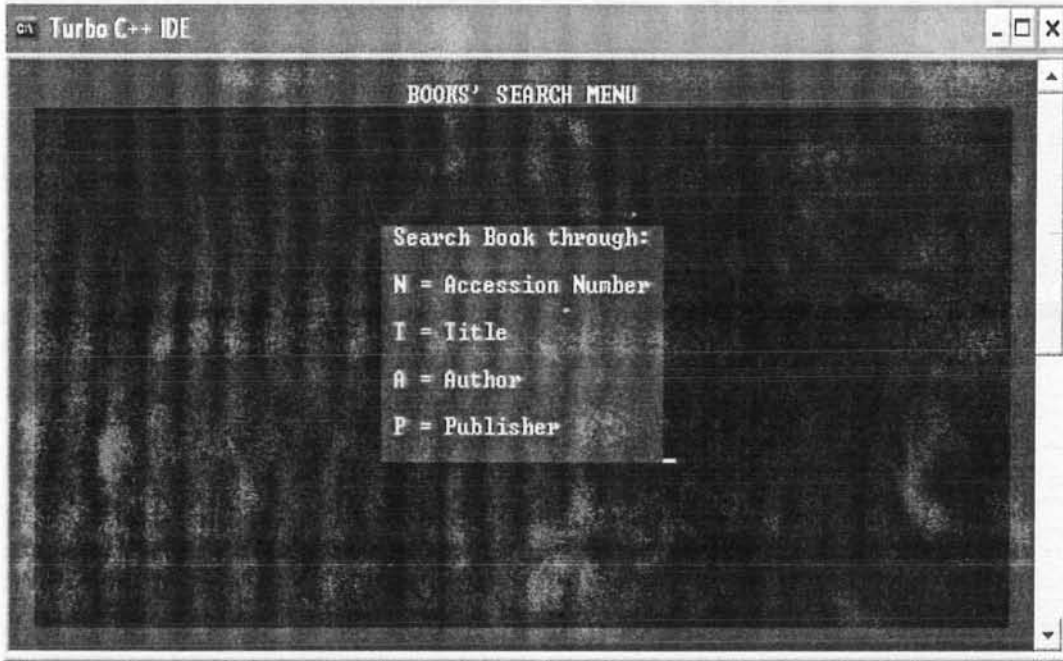 Turbo C++ IDE
BOOKS' SEARCH MENU
Search Book through:
N = Accession Number
T = Title
A = Author
P = Publisher